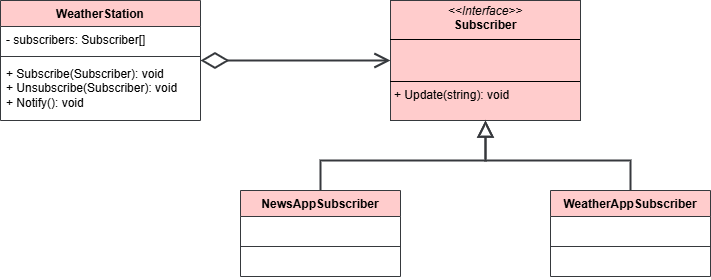 WeatherStation
- subscribers: Subscriber[]
+ Subscribe(Subscriber): void
+ Unsubscribe(Subscriber): void
+ Notify(): void
<<Interface>>
Subscriber
+ Update(string): void
NewsAppSubscriber
WeatherAppSubscriber